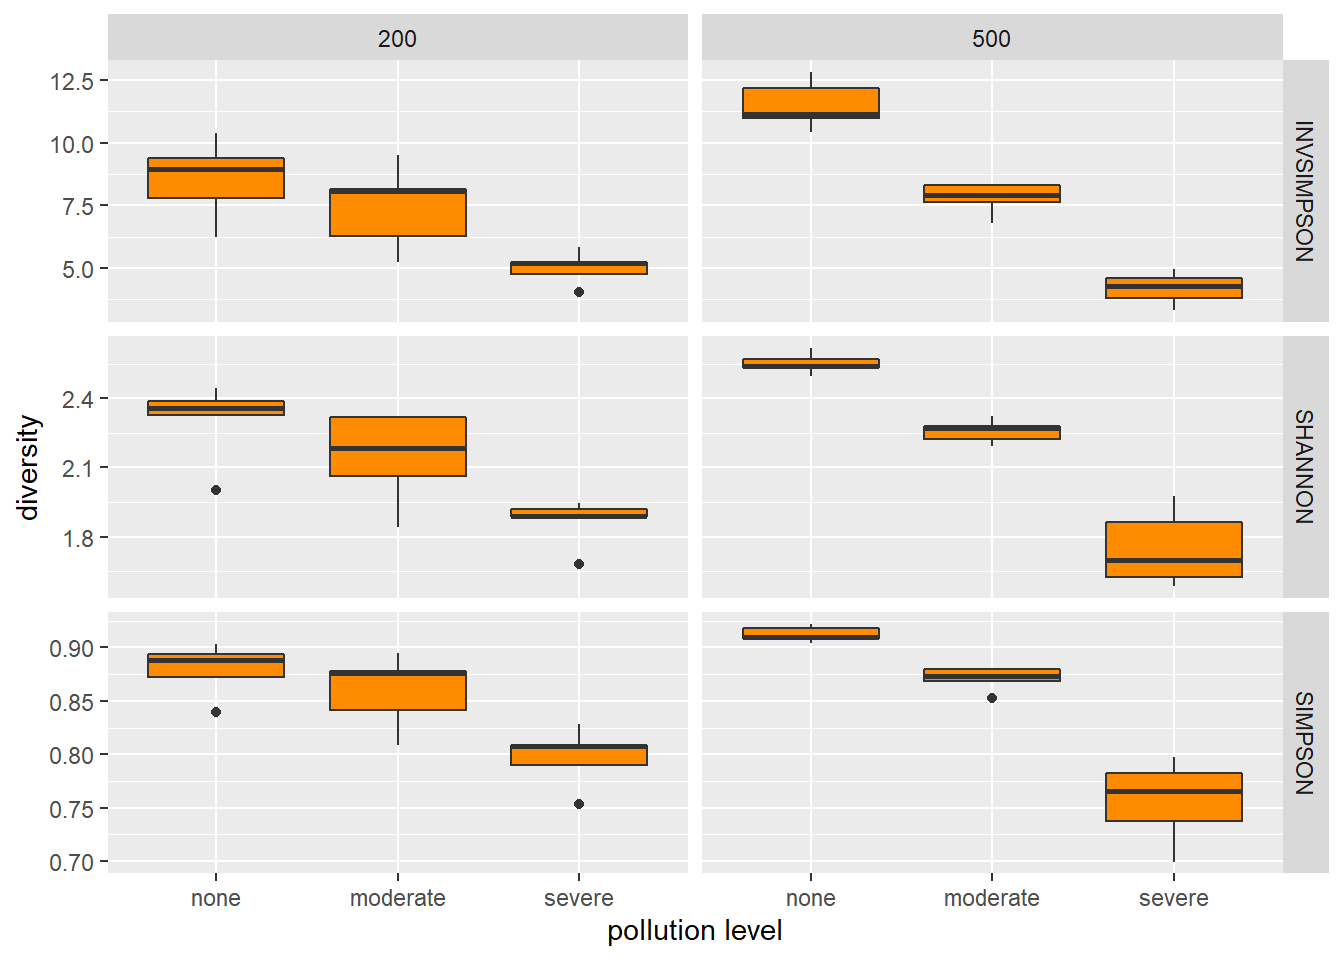 200
500
12.5
10.0
7.5
5.0
INVSIMPSON
diversity
2.4
2.1
1.8
SHANNON
0.90
0.85
0.80
0.75
0.70
SIMPSON
none moderate severe
none moderate severe
pollution level